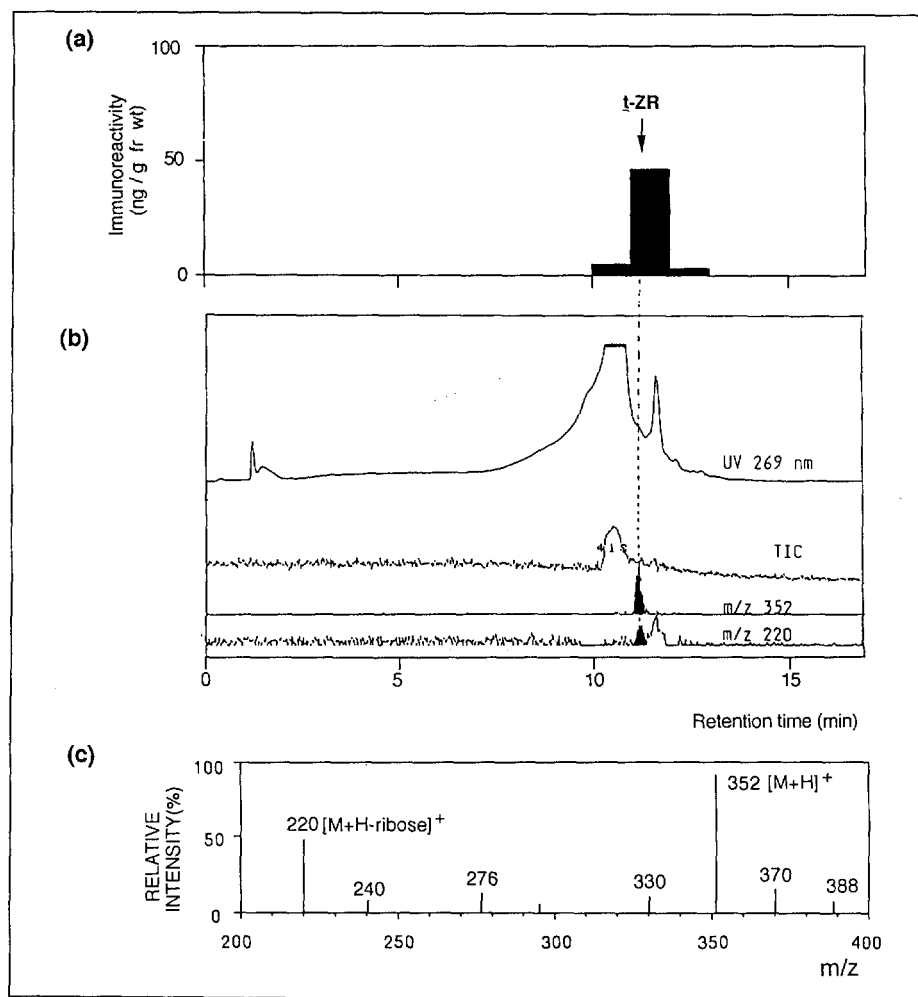 (a)
100
50
0
Immunoreactivity
(ng / g fr wt)
t-ZR
(b)
UV 269 nm
TIC
m/z 352
m/z 220
0 5 10 15
Retention time (min)
(c)
100
50
0
RELATIVE
INTENSITY(%)
220 [M+H-ribose]+
240
276
330
352 [M+H]+
370
388
200 250 300 350 400
m/z